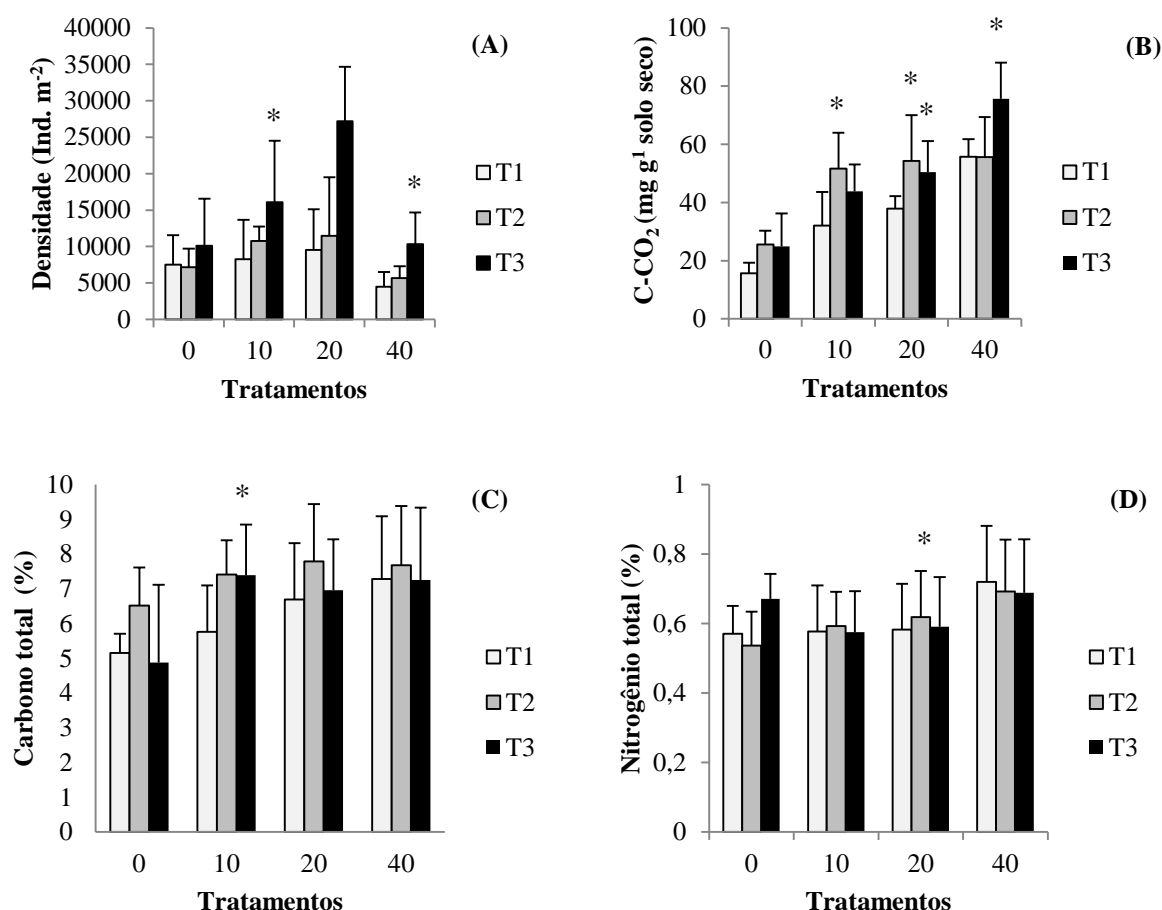 (A)
Densidade (Ind. m⁻²)
40000
35000
30000
25000
20000
15000
10000
5000
0
* *
0 10 20 40
Tratamentos
T1
T2
T3
(B)
C-CO₂ (mg g¹ solo seco)
100
80
60
40
20
0
* * * *
0 10 20 40
Tratamentos
T1
T2
T3
(C)
Carbono total (%)
10
9
8
7
6
5
4
3
2
1
0
*
0 10 20 40
Tratamentos
T1
T2
T3
(D)
Nitrogênio total (%)
1
0,8
0,6
0,4
0,2
0
*
0 10 20 40
Tratamentos
T1
T2
T3